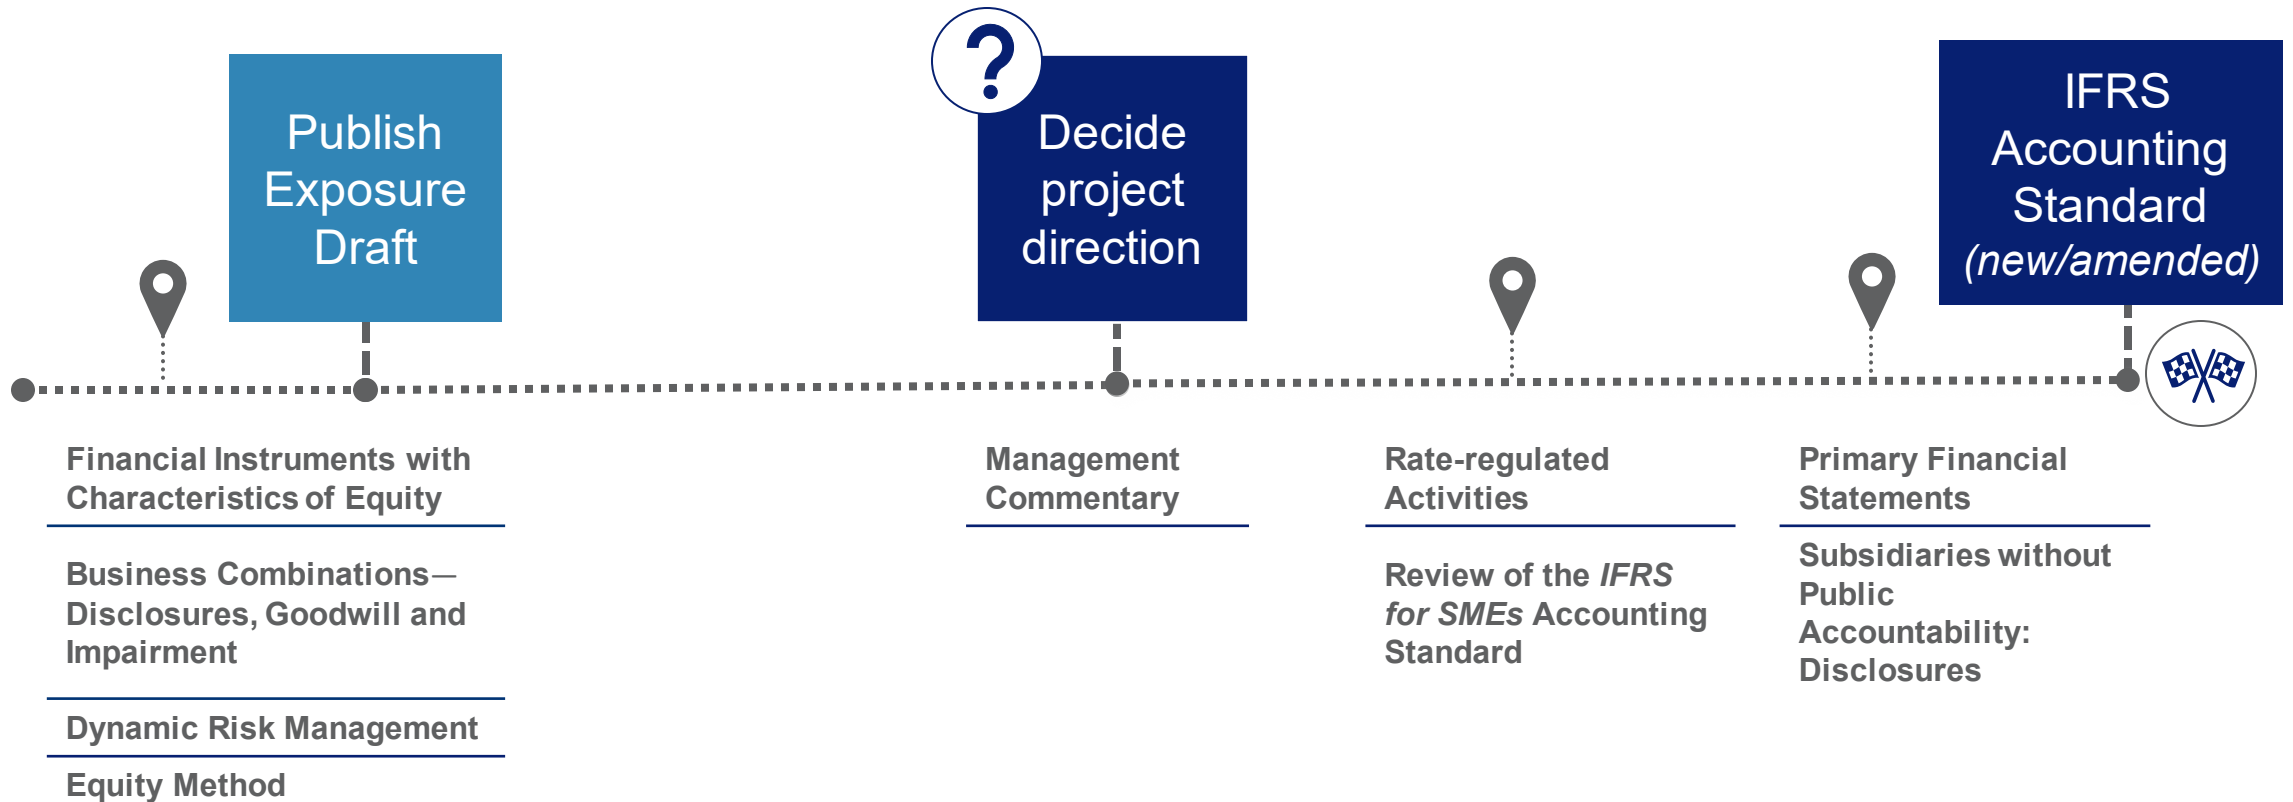 Publish
Exposure
Draft
?
Decide
project
direction
IFRS
Accounting
Standard
(new/amended)
Financial Instruments with
Characteristics of Equity
Business Combinations—
Disclosures, Goodwill and
Impairment
Dynamic Risk Management
Equity Method
Management
Commentary
Rate-regulated
Activities
Review of the IFRS
for SMEs Accounting
Standard
Primary Financial
Statements
Subsidiaries without
Public
Accountability:
Disclosures